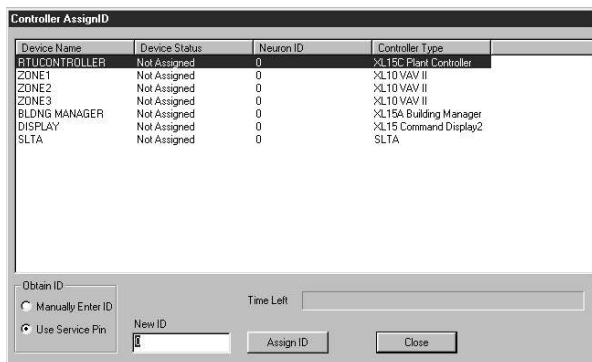 Controller AssignID
Device Name Device Status Neuron ID Controller Type
RTUCONTROLLER Not Assigned 0 XL15C Plant Controller
ZONE1 Not Assigned 0 XL10 VAV II
ZONE2 Not Assigned 0 XL10 VAV II
ZONE3 Not Assigned 0 XL10 VAV II
BLDNG MANAGER Not Assigned 0 XL15A Building Manager
DISPLAY Not Assigned 0 XL15 Command Display2
SLTA Not Assigned 0 SLTA
Obtain ID
Manually Enter ID
Time Left
Use Service Pin
New ID
0
Assign ID
Close